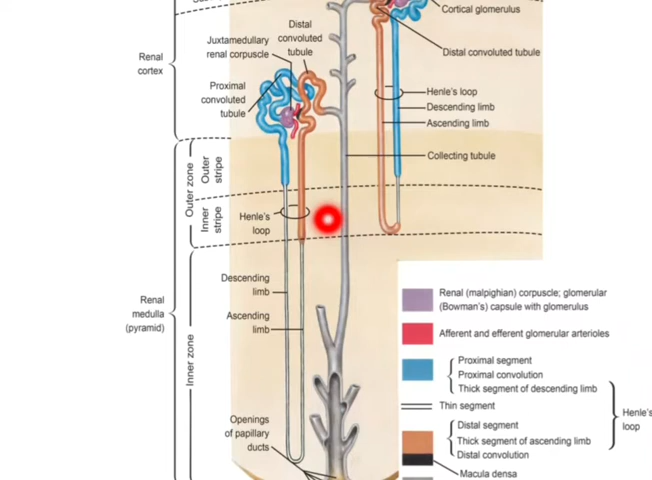 Cortical glomerulus
Distal
convoluted
tubule
Juxtamedullary
renal corpuscle
Distal convoluted tubule
Renal
cortex
Proximal
convoluted
tubule
Henle's loop
Descending limb
Ascending limb
Collecting tubule
Outer zone
Outer
stripe
Inner
stripe
Henle's
loop
Renal
medulla
(pyramid)
Inner zone
Descending
limb
Ascending
limb
Openings
of papillary
ducts
Renal (malpighian) corpuscle; glomerular
(Bowman's) capsule with glomerulus
Afferent and efferent glomerular arterioles
Proximal segment
Proximal convolution
Thick segment of descending limb
Thin segment
Distal segment
Thick segment of ascending limb
Distal convolution
Macula densa
Henle's
loop